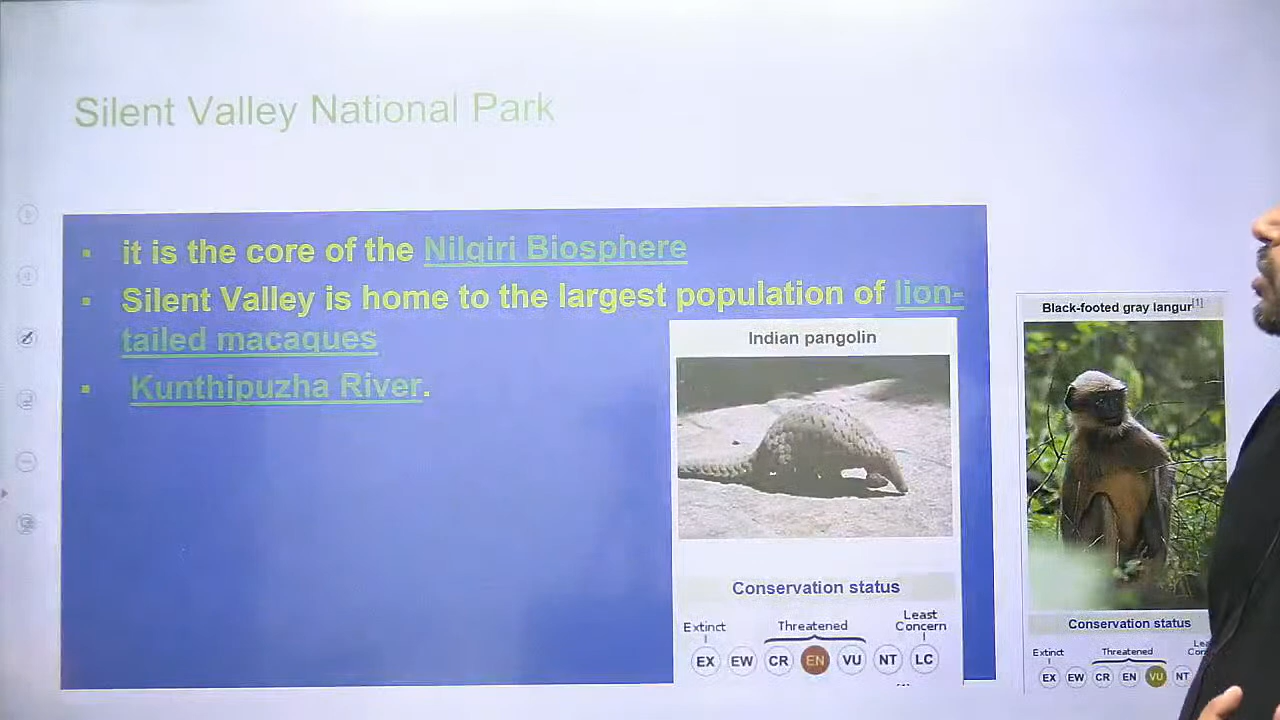 Silent Valley National Park
it is the core of the Nilgiri Biosphere
Silent Valley is home to the largest population of lion-
tailed macaques
Kunthipuzha River.
Indian pangolin
Conservation status
Extinct
Threatened
Least
Concern
EX EW CR EN VU NT LC
Black-footed gray langur[1]
Conservation status
Extinct
Threatened
EX EW CR EN VU NT